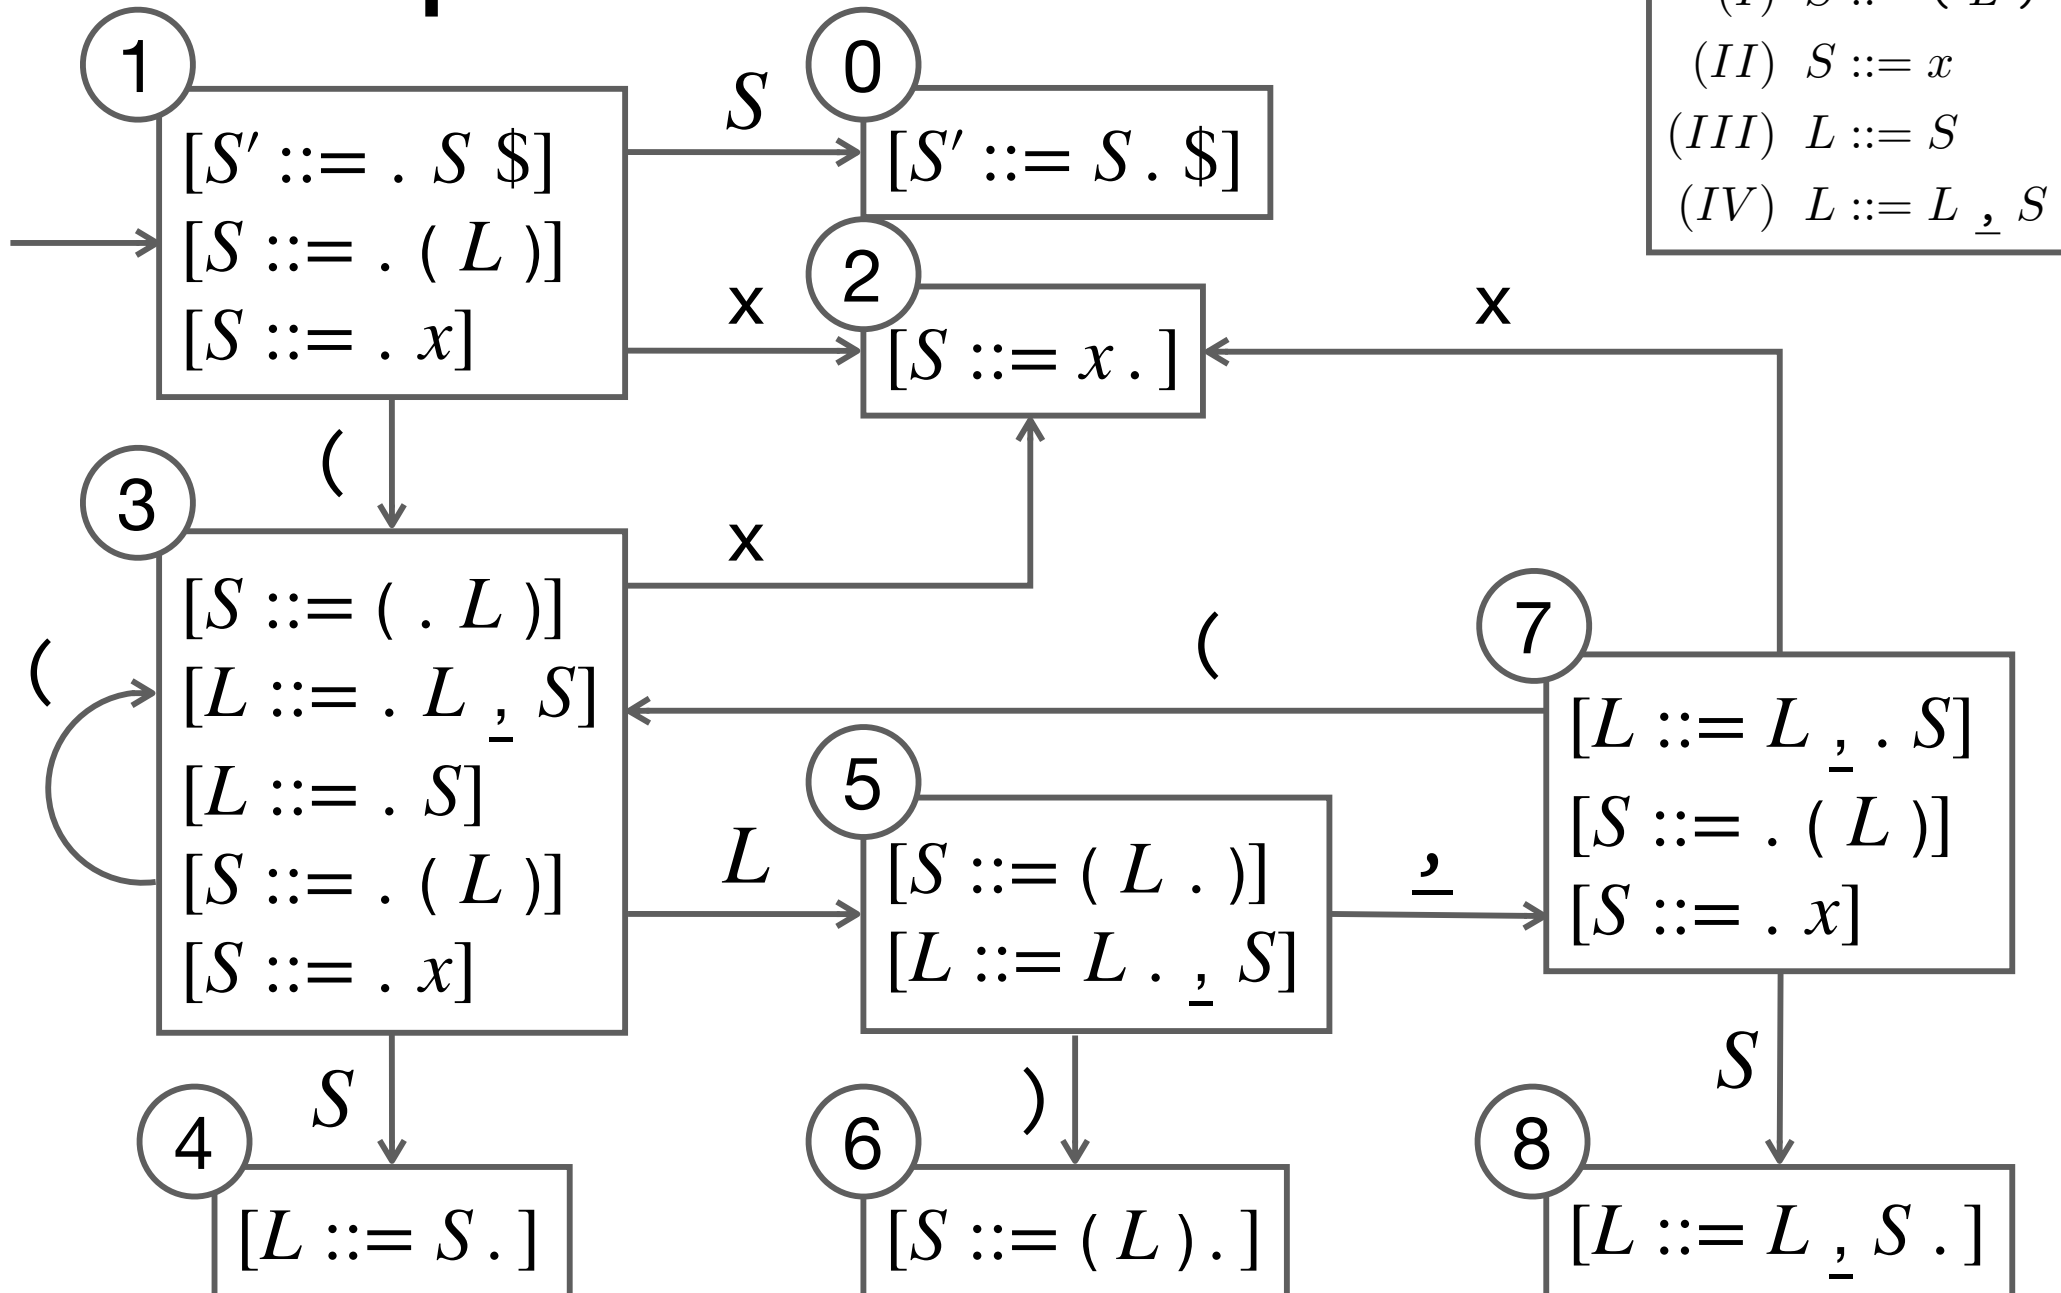 1
[S′ ::= . S $]
[S ::= . ( L )]
[S ::= . x]
S
0
[S′ ::= S . $]
x
2
[S ::= x . ]
x
(II) S ::= x
(III) L ::= S
(IV) L ::= L , S
(
3
[S ::= ( . L )]
[L ::= . L , S]
[L ::= . S]
[S ::= . ( L )]
[S ::= . x]
(
x
(
7
[L ::= L , . S]
[S ::= . ( L )]
[S ::= . x]
L
5
[S ::= ( L . )]
[L ::= L . , S]
,
S
4
[L ::= S . ]
)
6
[S ::= ( L ) . ]
S
8
[L ::= L , S . ]